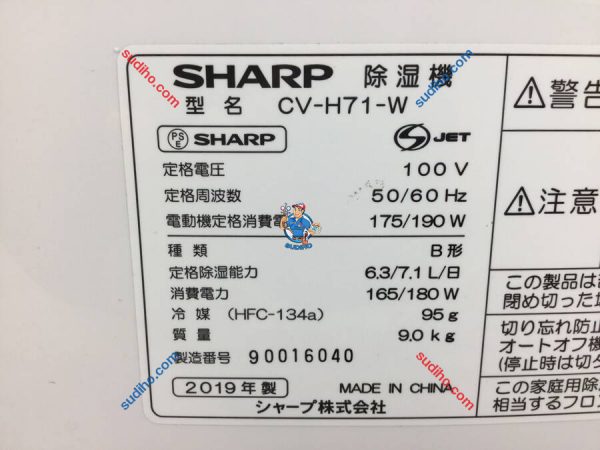 SHARP 除湿機
型名 CV-H71-W
PS E SHARP
S JET
定格電圧 100 V
定格周波数 50/60 Hz
電動機定格消費電 175/190 W
種類 B形
定格除湿能力 6.3/7.1 L/日
消費電力 165/180 W
冷媒 (HFC-134a) 95 g
質量 9.0 kg
製造番号 90016040
2019年製 MADE IN CHINA
シャープ株式会社
⚠警告
⚠注意
この製品は
閉め切った
切り忘れ防止
オートオフ機
(停止時は切
この家庭用除
相当するフロン
sudiho.com
sudiho.com
sudiho.com
sudiho.com
SUDIHO